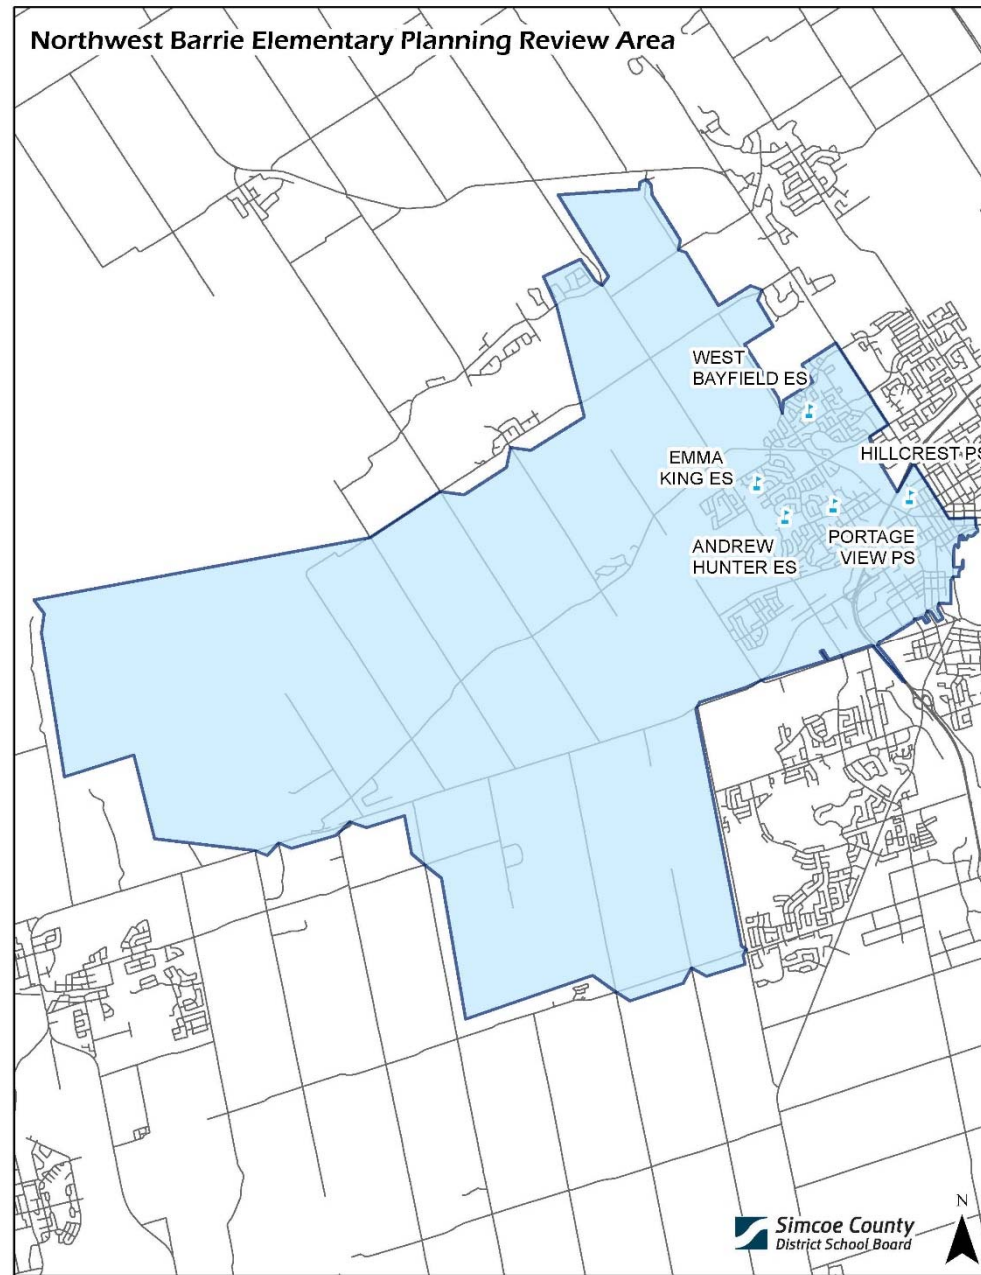 Northwest Barrie Elementary Planning Review Area
WEST
BAYFIELD ES
EMMA
KING ES
HILLCREST PS
ANDREW
HUNTER ES
PORTAGE
VIEW PS
Simcoe County
District School Board
N